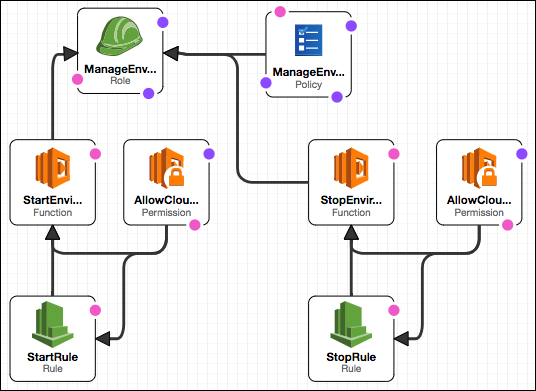 ManageEnv...
Role
ManageEnv...
Policy
StartEnvi...
Function
AllowClou...
Permission
StopEnvir...
Function
AllowClou...
Permission
StartRule
Rule
StopRule
Rule